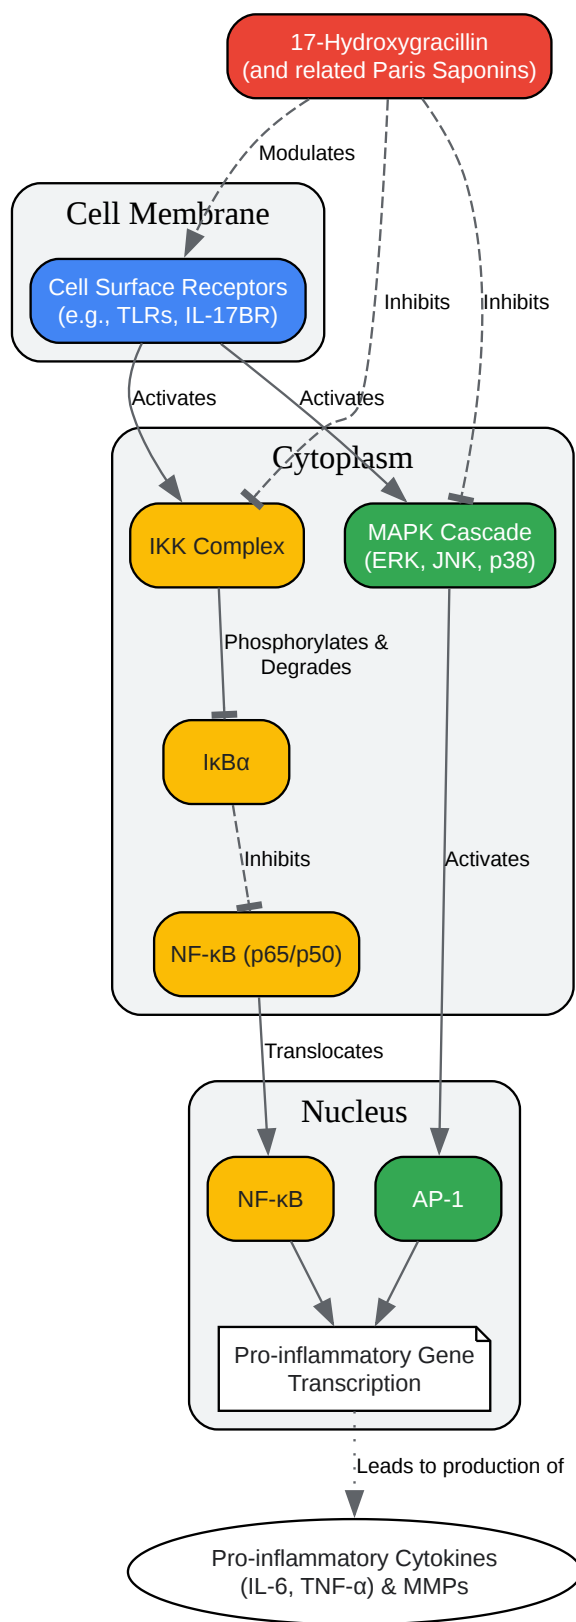 17-Hydroxygracillin
(and related Paris Saponins)
Modulates
Cell Membrane
Cell Surface Receptors
(e.g., TLRs, IL-17BR)
Inhibits
Inhibits
Activates
Activates
Cytoplasm
IKK Complex
MAPK Cascade
(ERK, JNK, p38)
Phosphorylates &
Degrades
IκBα
Inhibits
Activates
NF-κB (p65/p50)
Translocates
Nucleus
NF-κB
AP-1
Pro-inflammatory Gene
Transcription
Leads to production of
Pro-inflammatory Cytokines
(IL-6, TNF-α) & MMPs